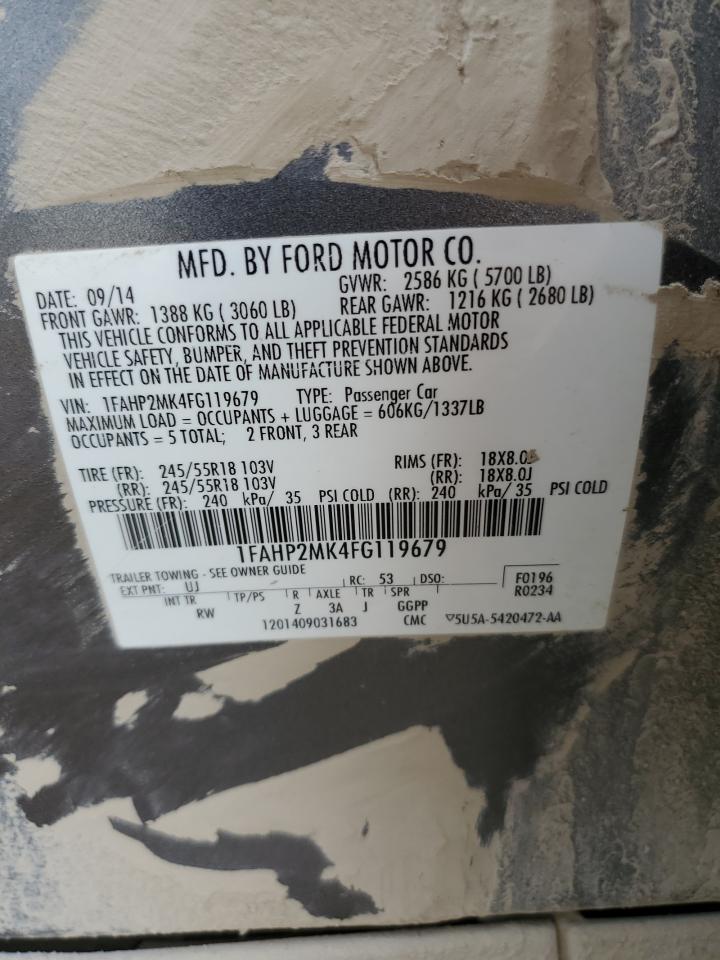 MFD. BY FORD MOTOR CO.
DATE: 09/14 GVWR: 2586 KG ( 5700 LB)
FRONT GAWR: 1388 KG ( 3060 LB) REAR GAWR: 1216 KG ( 2680 LB)
THIS VEHICLE CONFORMS TO ALL APPLICABLE FEDERAL MOTOR
VEHICLE SAFETY, BUMPER, AND THEFT PREVENTION STANDARDS
IN EFFECT ON THE DATE OF MANUFACTURE SHOWN ABOVE.
VIN: 1FAHP2MK4FG119679 TYPE: Passenger Car
MAXIMUM LOAD = OCCUPANTS + LUGGAGE = 606KG/1337LB
OCCUPANTS = 5 TOTAL; 2 FRONT, 3 REAR
TIRE (FR): 245/55R18 103V RIMS (FR): 18X8.0J
(RR): 245/55R18 103V (RR): 18X8.0J
PRESSURE (FR): 240 kPa/ 35 PSI COLD (RR): 240 kPa/ 35 PSI COLD
1FAHP2MK4FG119679
TRAILER TOWING - SEE OWNER GUIDE
EXT PNT: UJ RC: 53 DSO: F0196
INT TR TP/PS R AXLE TR SPR R0234
RW Z 3A J GGPP
1201409031683 CMC ▽5U5A-5420472-AA